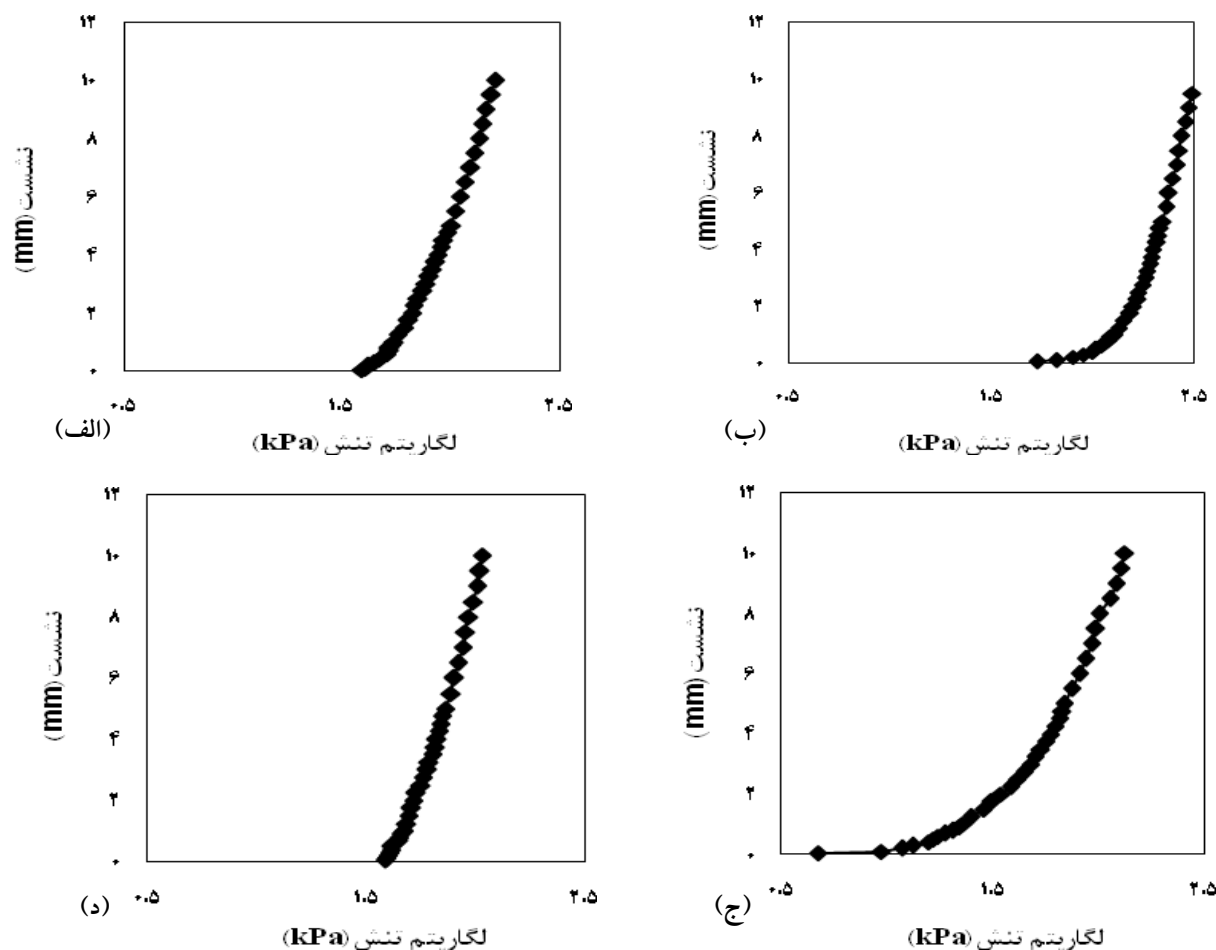 ۱۲
۱۰
۸
۶
۴
۲
۰
نشست (mm)
۰.۵ ۱.۵ ۲.۵
لگاریتم تنش (kPa)
(الف)
۱۲
۱۰
۸
۶
۴
۲
۰
نشست (mm)
۰.۵ ۱.۵ ۲.۵
لگاریتم تنش (kPa)
(ب)
۱۲
۱۰
۸
۶
۴
۲
۰
نشست (mm)
۰.۵ ۱.۵ ۲.۵
لگاریتم تنش (kPa)
(ج)
۱۲
۱۰
۸
۶
۴
۲
۰
نشست (mm)
۰.۵ ۱.۵ ۲.۵
لگاریتم تنش (kPa)
(د)